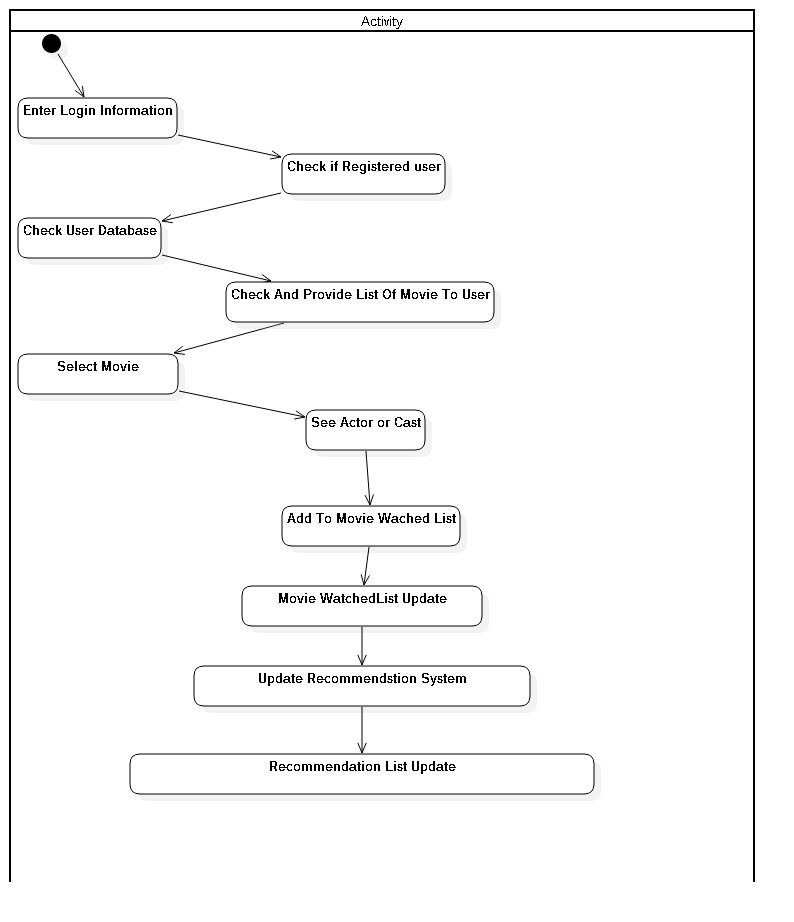 Activity
Enter Login Information
Check if Registered user
Check User Database
Check And Provide List Of Movie To User
Select Movie
See Actor or Cast
Add To Movie Wached List
Movie WatchedList Update
Update Recommendstion System
Recommendation List Update